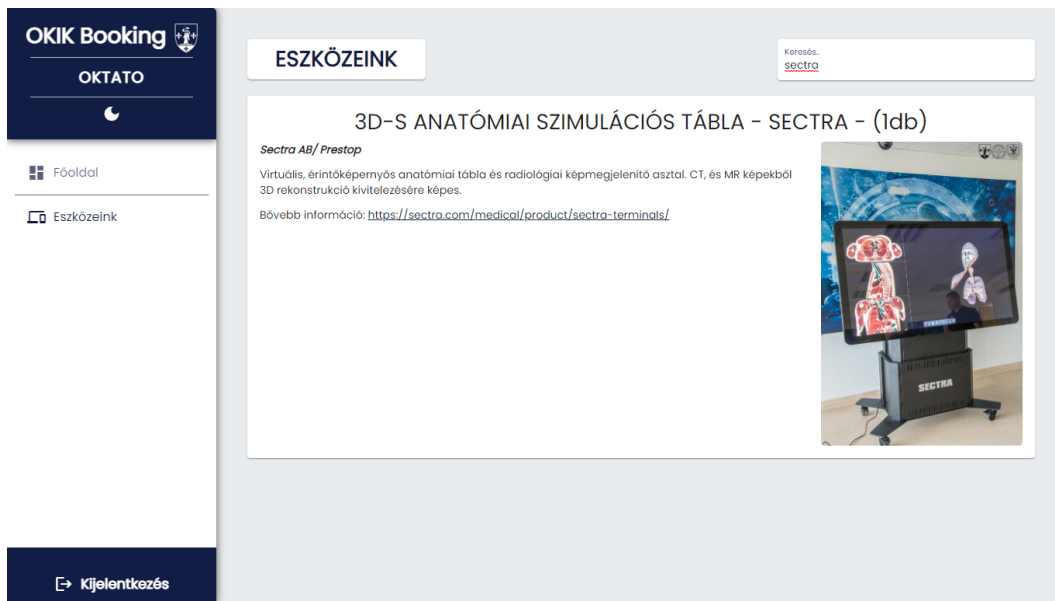 OKIK Booking
OKTATO
Főoldal
Eszközeink
Kijelentkezés
ESZKÖZEINK
Keresés..
sectra
3D-S ANATÓMIAI SZIMULÁCIÓS TÁBLA - SECTRA - (1db)
Sectra AB/ Prestop
Virtuális, érintőképernyős anatómiai tábla és radiológiai képmegjelenítő asztal. CT, és MR képekből
3D rekonstrukció kivitelezésére képes.
Bővebb információ: https://sectra.com/medical/product/sectra-terminals/
SECTRA